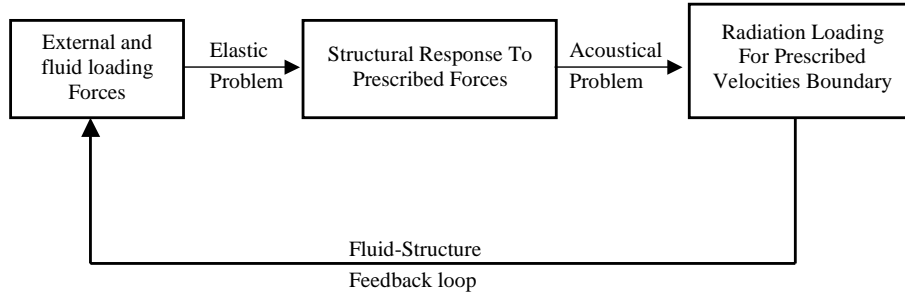 External and
fluid loading
Forces
Elastic
Problem
Structural Response To
Prescribed Forces
Acoustical
Problem
Radiation Loading
For Prescribed
Velocities Boundary
Fluid-Structure
Feedback loop